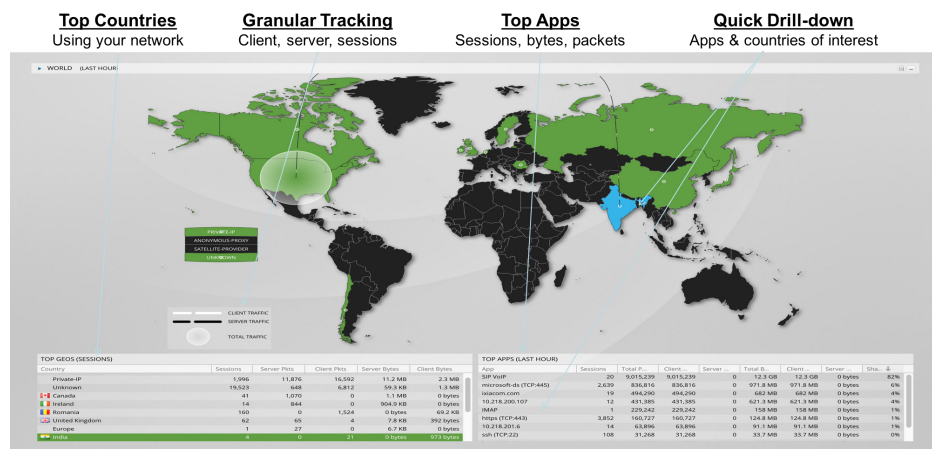 Top Countries
Using your network
Granular Tracking
Client, server, sessions
Top Apps
Sessions, bytes, packets
Quick Drill-down
Apps & countries of interest
WORLD (LAST HOUR)
PRIVATE-IP
ANONYMOUS-PROXY
SATELLITE-PROVIDER
UNKNOWN
CLIENT TRAFFIC
SERVER TRAFFIC
TOTAL TRAFFIC
TOP GEOS (SESSIONS)
Country Sessions Server Pkts Client Pkts Server Bytes Client Bytes
Private-IP 1,996 11,876 16,592 11.2 MB 2.3 MB
Unknown 19,523 648 6,812 59.3 KB 1.3 MB
Canada 41 1,070 0 1.1 MB 0 bytes
Ireland 14 844 0 904.9 KB 0 bytes
Romania 160 0 1,524 0 bytes 69.2 KB
United Kingdom 62 65 4 7.8 KB 392 bytes
Europe 1 27 0 6.7 KB 0 bytes
India 4 0 21 0 bytes 973 bytes
TOP APPS (LAST HOUR)
App Sessions Total P... Client ... Server ... Total B... Client ... Server ... Sha...
SIP VoIP 20 9,015,239 9,015,239 0 12.3 GB 12.3 GB 0 bytes 82%
microsoft-ds (TCP:445) 2,639 836,816 836,816 0 971.8 MB 971.8 MB 0 bytes 6%
ixiacom.com 19 494,290 494,290 0 682 MB 682 MB 0 bytes 4%
10.218.200.107 12 431,385 431,385 0 621.3 MB 621.3 MB 0 bytes 4%
IMAP 1 229,242 229,242 0 158 MB 158 MB 0 bytes 1%
https (TCP:443) 3,852 160,727 160,727 0 124.8 MB 124.8 MB 0 bytes 1%
10.218.201.6 14 63,896 63,896 0 91.1 MB 91.1 MB 0 bytes 1%
ssh (TCP:22) 108 31,268 31,268 0 33.7 MB 33.7 MB 0 bytes 0%